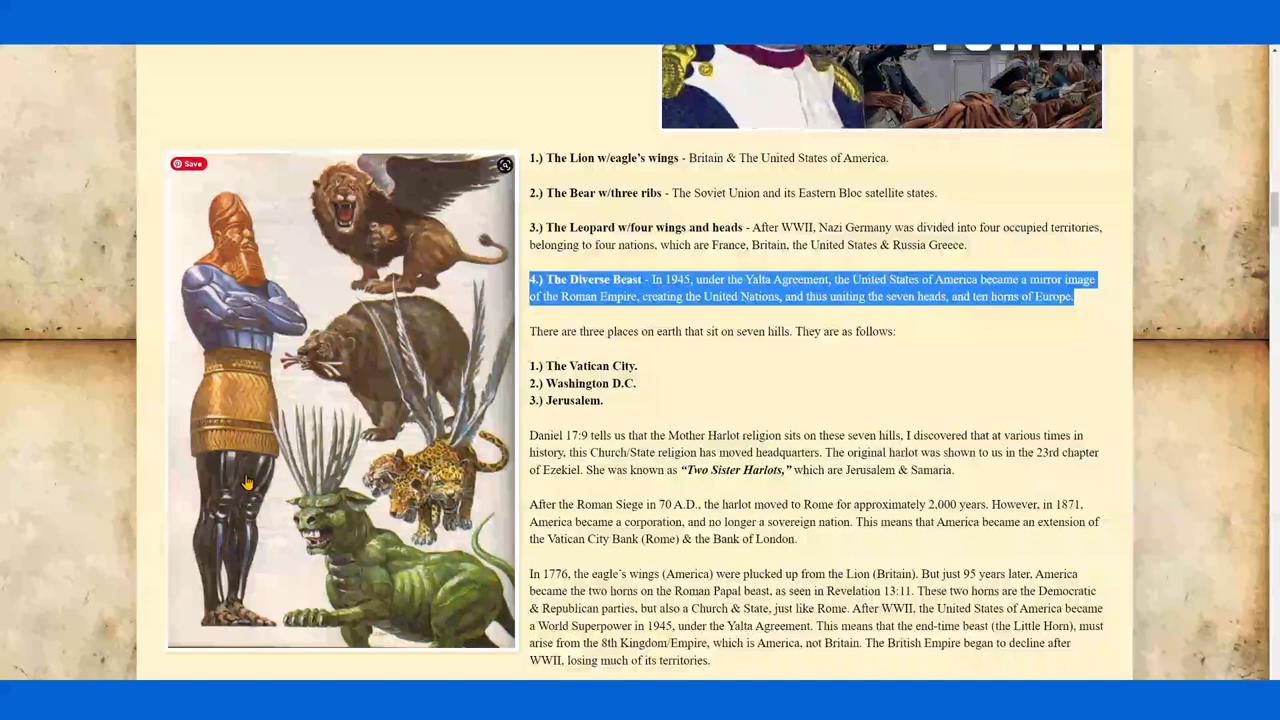 POWER
Save
1.) The Lion w/eagle’s wings - Britain & The United States of America.
2.) The Bear w/three ribs - The Soviet Union and its Eastern Bloc satellite states.
3.) The Leopard w/four wings and heads - After WWII, Nazi Germany was divided into four occupied territories,
belonging to four nations, which are France, Britain, the United States & Russia Greece.
4.) The Diverse Beast - In 1945, under the Yalta Agreement, the United States of America became a mirror image
of the Roman Empire, creating the United Nations, and thus uniting the seven heads, and ten horns of Europe.
There are three places on earth that sit on seven hills. They are as follows:
1.) The Vatican City.
2.) Washington D.C.
3.) Jerusalem.
Daniel 17:9 tells us that the Mother Harlot religion sits on these seven hills, I discovered that at various times in
history, this Church/State religion has moved headquarters. The original harlot was shown to us in the 23rd chapter
of Ezekiel. She was known as “Two Sister Harlots,” which are Jerusalem & Samaria.
After the Roman Siege in 70 A.D., the harlot moved to Rome for approximately 2,000 years. However, in 1871,
America became a corporation, and no longer a sovereign nation. This means that America became an extension of
the Vatican City Bank (Rome) & the Bank of London.
In 1776, the eagle’s wings (America) were plucked up from the Lion (Britain). But just 95 years later, America
became the two horns on the Roman Papal beast, as seen in Revelation 13:11. These two horns are the Democratic
& Republican parties, but also a Church & State, just like Rome. After WWII, the United States of America became
a World Superpower in 1945, under the Yalta Agreement. This means that the end-time beast (the Little Horn), must
arise from the 8th Kingdom/Empire, which is America, not Britain. The British Empire began to decline after
WWII, losing much of its territories.